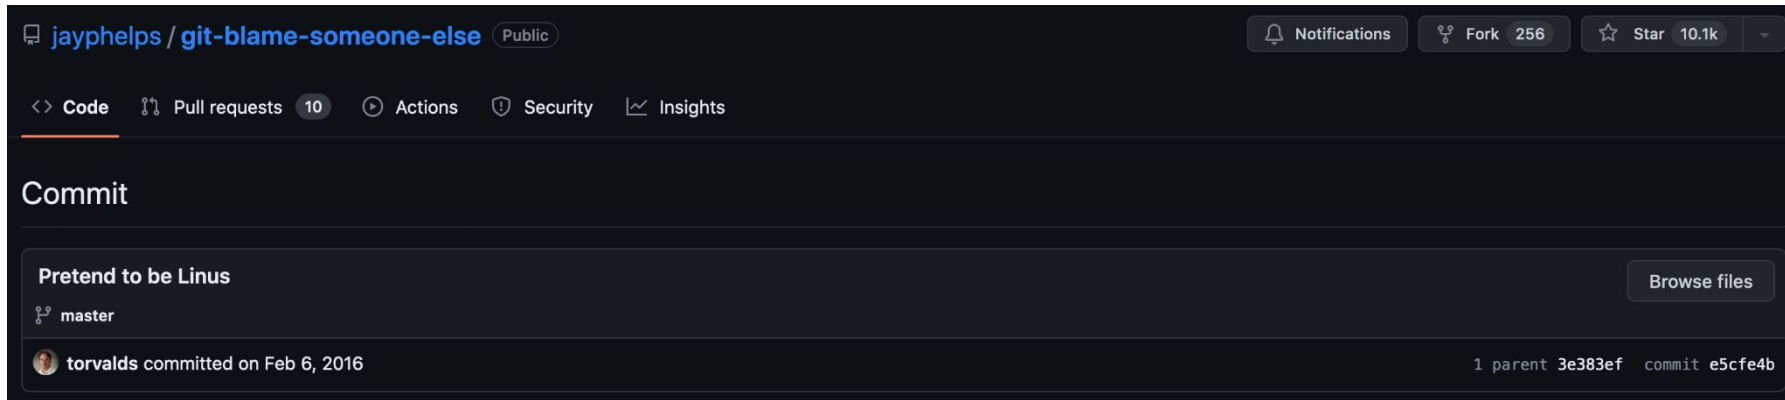 jayphelps / git-blame-someone-else Public Notifications Fork 256 Star 10.1k
<> Code Pull requests 10 Actions Security Insights
Commit
Pretend to be Linus Browse files
master
torvalds committed on Feb 6, 2016 1 parent 3e383ef commit e5cfe4b